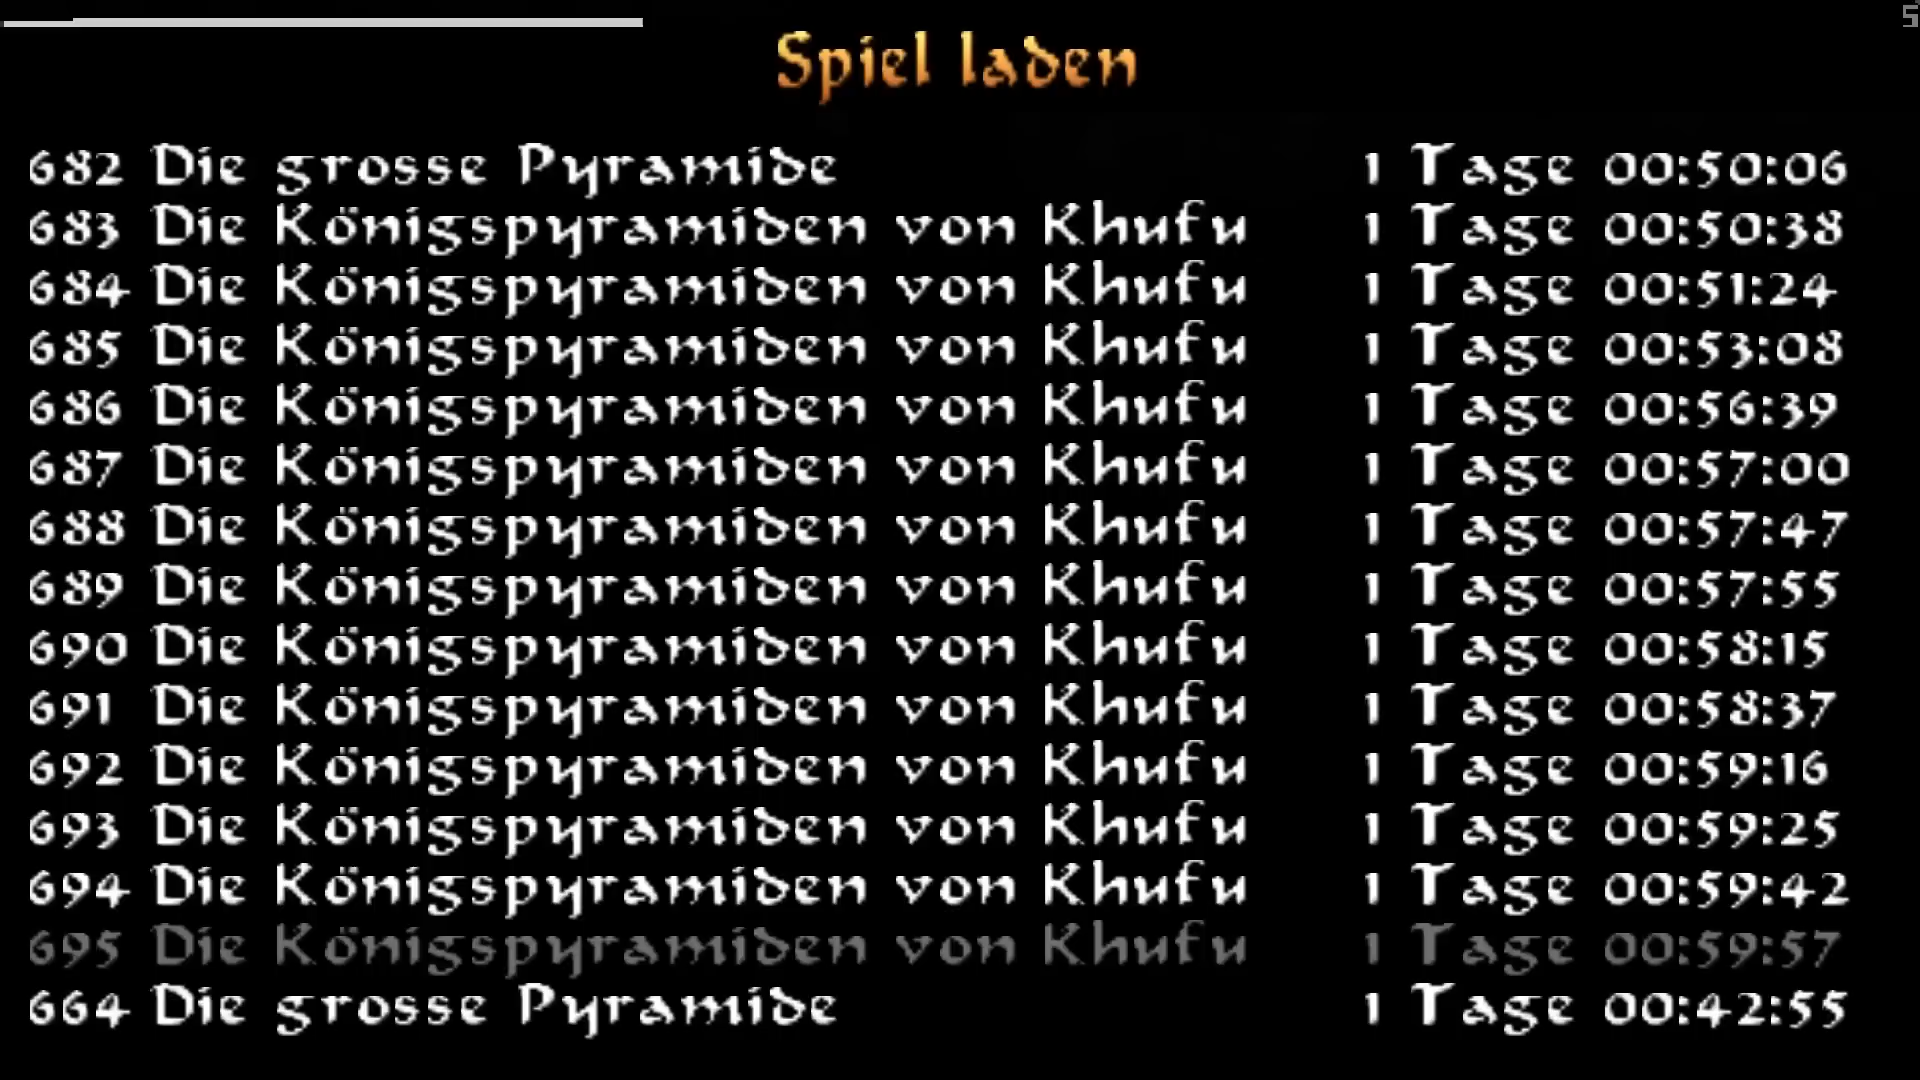 5
Spiel laden
682 Die grosse Pyramide 1 Tage 00:50:06
683 Die Königspyramiden von Khufu 1 Tage 00:50:38
684 Die Königspyramiden von Khufu 1 Tage 00:51:24
685 Die Königspyramiden von Khufu 1 Tage 00:53:08
686 Die Königspyramiden von Khufu 1 Tage 00:56:39
687 Die Königspyramiden von Khufu 1 Tage 00:57:00
688 Die Königspyramiden von Khufu 1 Tage 00:57:47
689 Die Königspyramiden von Khufu 1 Tage 00:57:55
690 Die Königspyramiden von Khufu 1 Tage 00:58:15
691 Die Königspyramiden von Khufu 1 Tage 00:58:37
692 Die Königspyramiden von Khufu 1 Tage 00:59:16
693 Die Königspyramiden von Khufu 1 Tage 00:59:25
694 Die Königspyramiden von Khufu 1 Tage 00:59:42
695 Die Königspyramiden von Khufu 1 Tage 00:59:57
664 Die grosse Pyramide 1 Tage 00:42:55